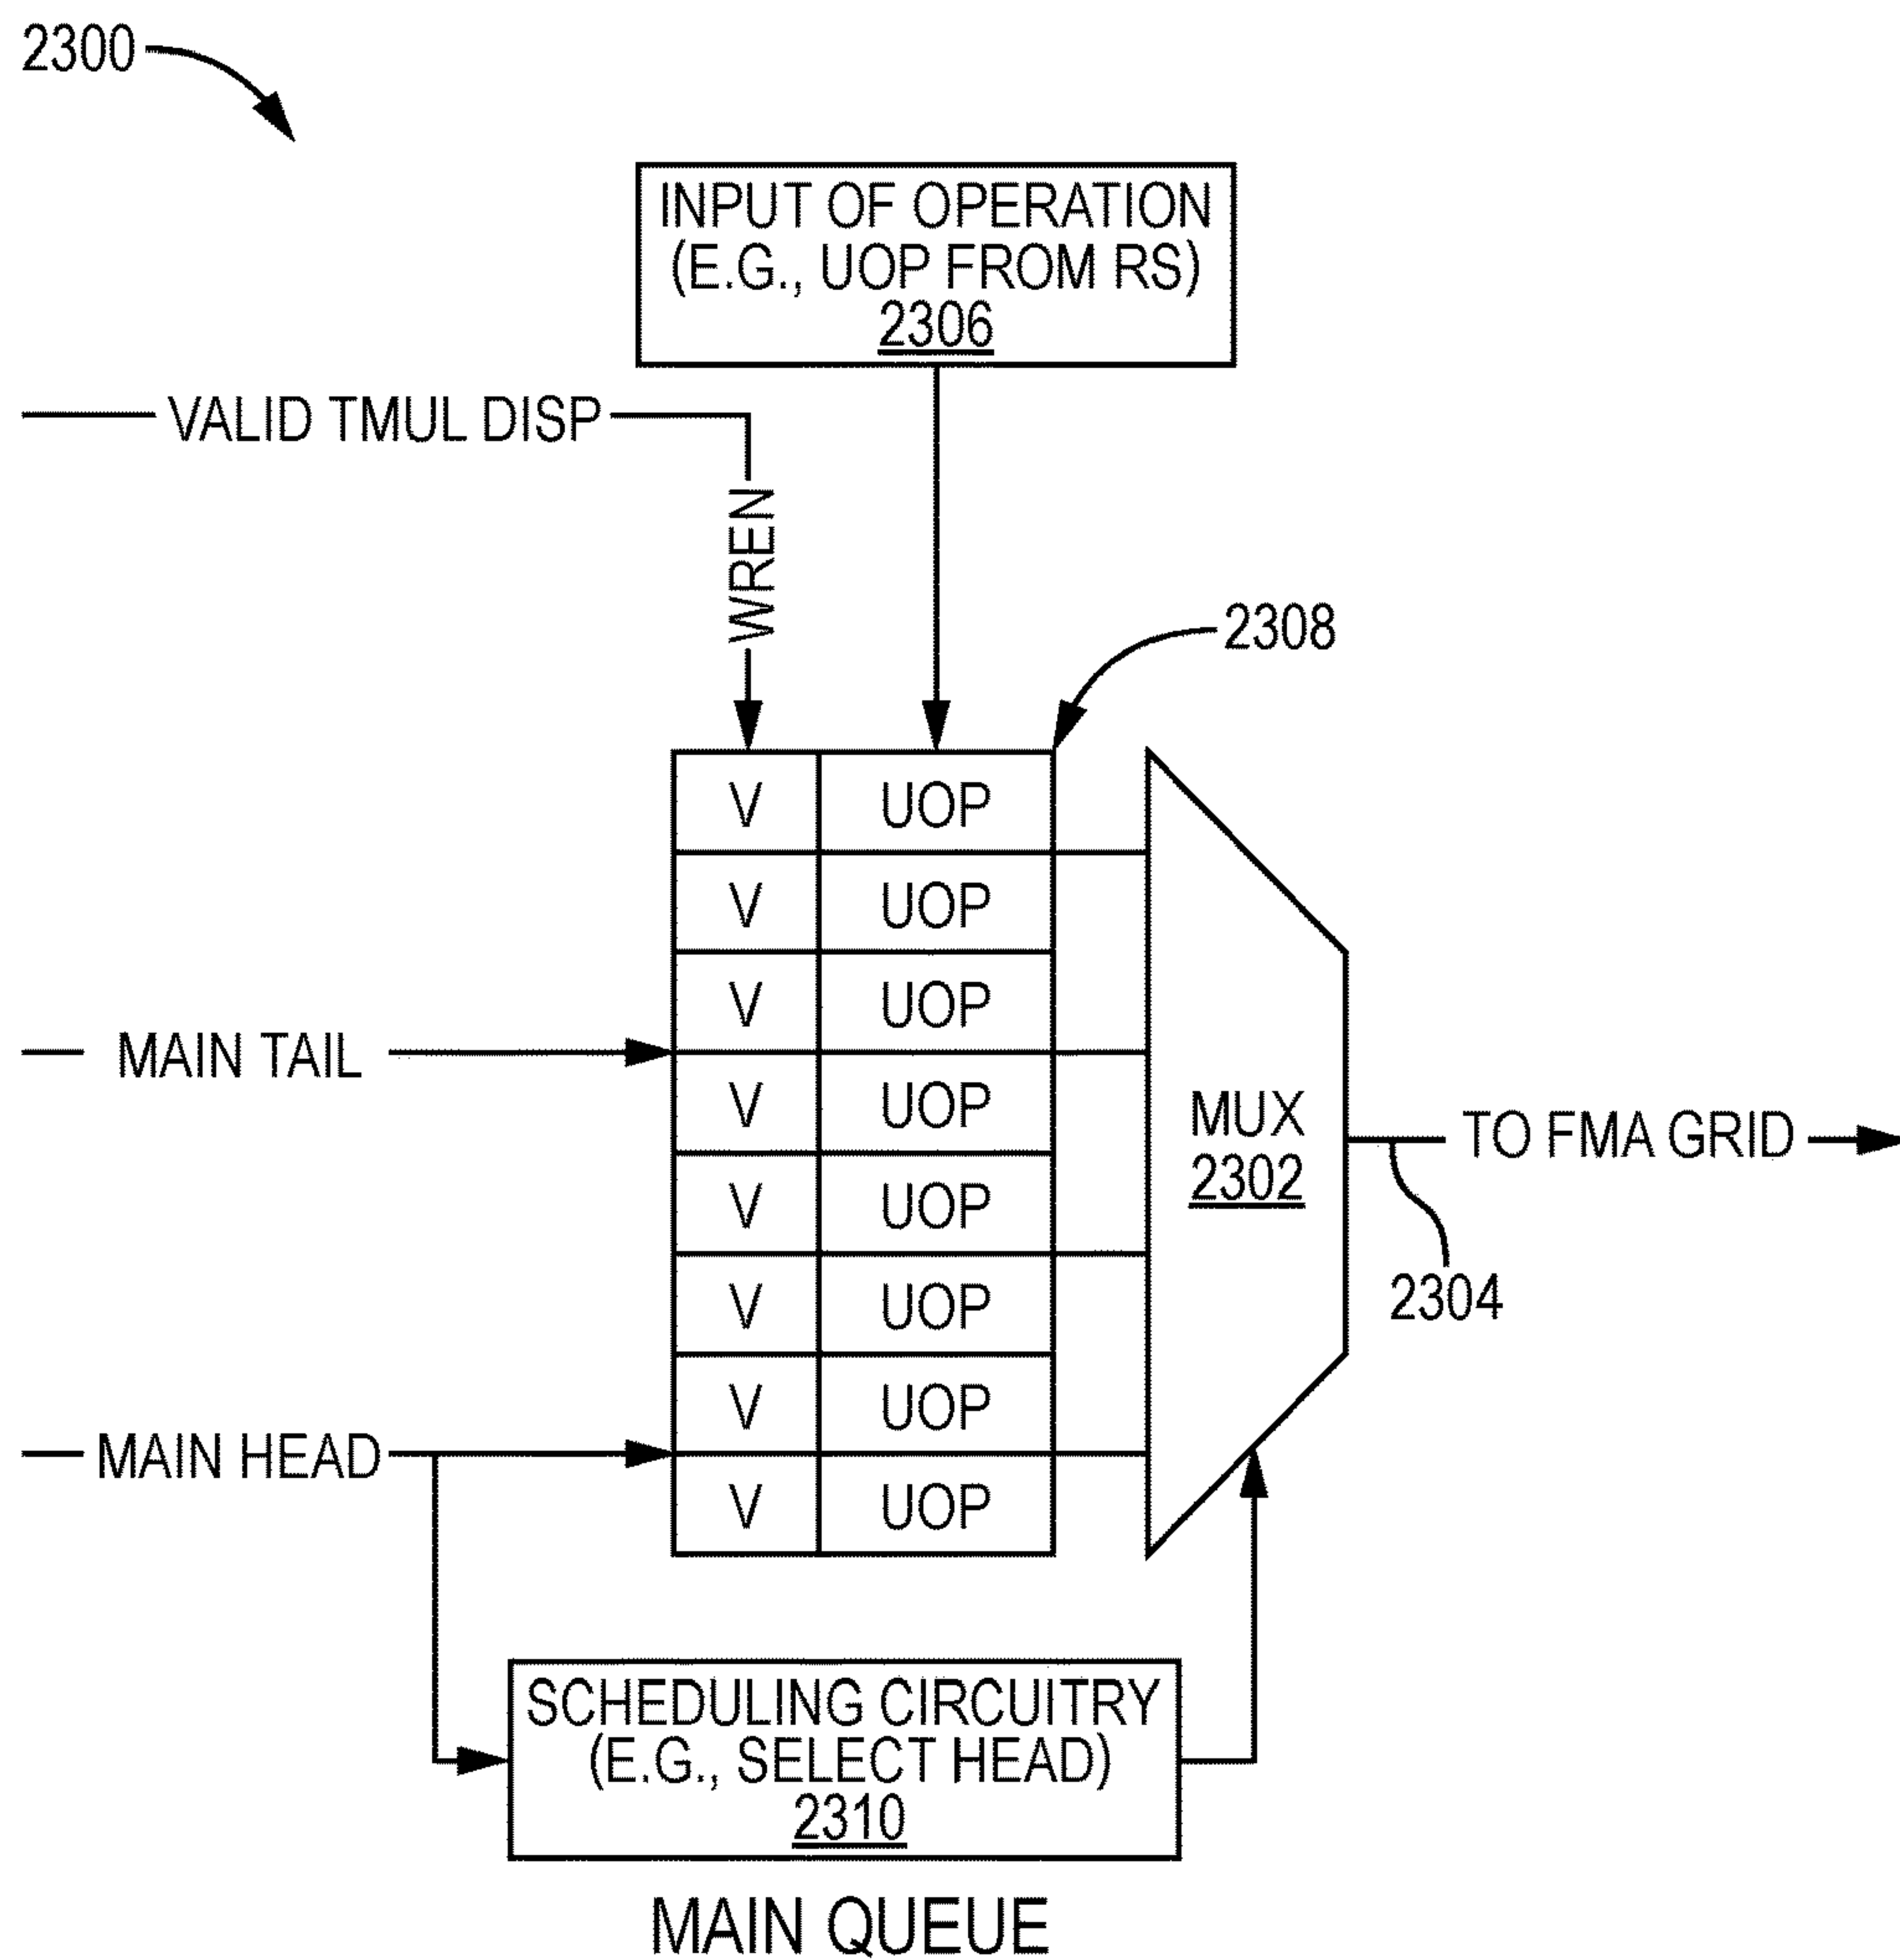 2300
INPUT OF OPERATION
(E.G., UOP FROM RS)
2306
VALID TMUL DISP
WREN
2308
V UOP
V UOP
V UOP
MAIN TAIL
V UOP
MUX
2302
TO FMA GRID
V UOP
2304
V UOP
V UOP
MAIN HEAD
V UOP
SCHEDULING CIRCUITRY
(E.G., SELECT HEAD)
2310
MAIN QUEUE